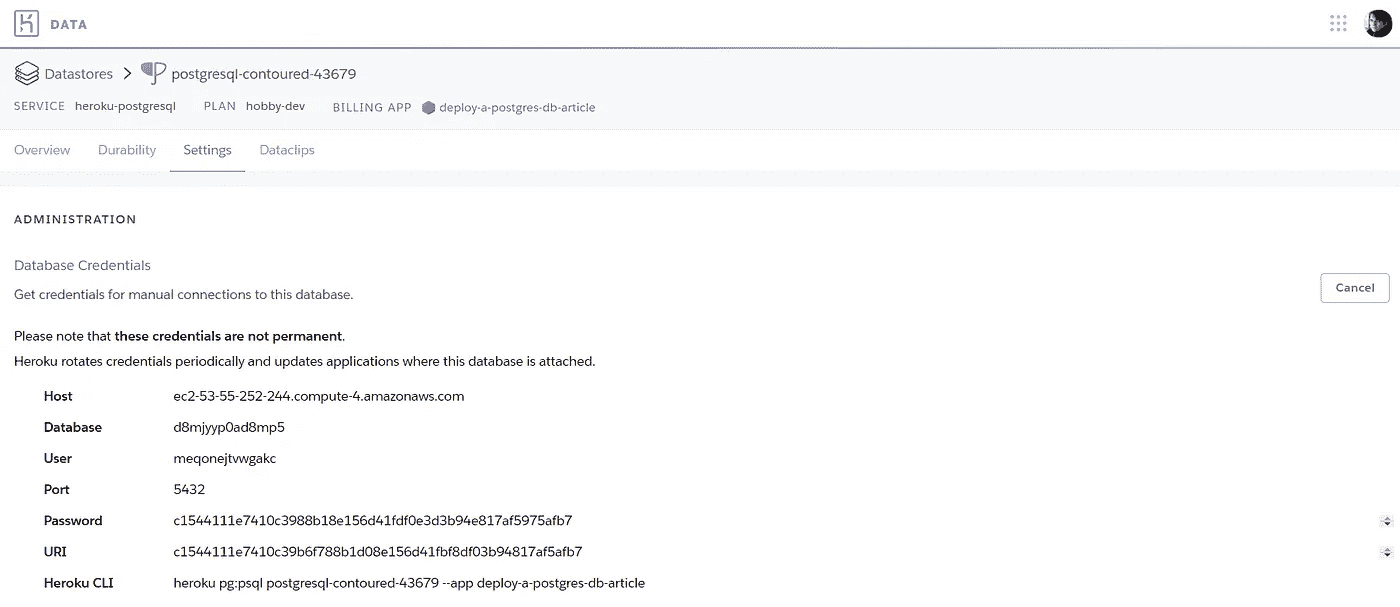 DATA
Datastores postgresql-contoured-43679
SERVICE heroku-postgresql PLAN hobby-dev BILLING APP deploy-a-postgres-db-article
Overview Durability Settings Dataclips
ADMINISTRATION
Database Credentials
Get credentials for manual connections to this database.
Cancel
Please note that these credentials are not permanent.
Heroku rotates credentials periodically and updates applications where this database is attached.
Host ec2-53-55-252-244.compute-4.amazonaws.com
Database d8mjyyp0ad8mp5
User meqonejtvwgakc
Port 5432
Password c1544111e7410c3988b18e156d41fdf0e3d3b94e817af5975afb7
URI c1544111e7410c39b6f788b1d08e156d41fbf8df03b94817af5afb7
Heroku CLI heroku pg:psql postgresql-contoured-43679 --app deploy-a-postgres-db-article